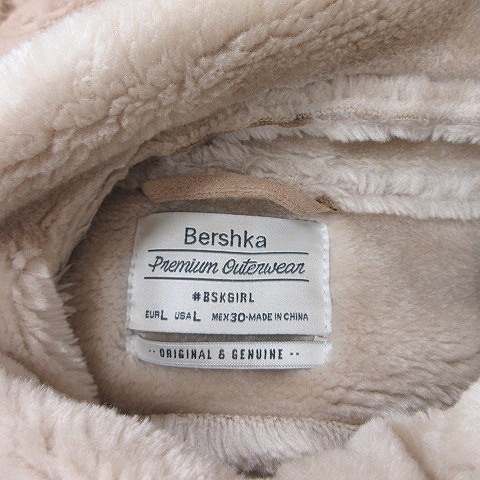 Bershka
Premium Outerwear
#BSKGIRL
EUR L USA L MEX 30-MADE IN CHINA
-- ORIGINAL & GENUINE --